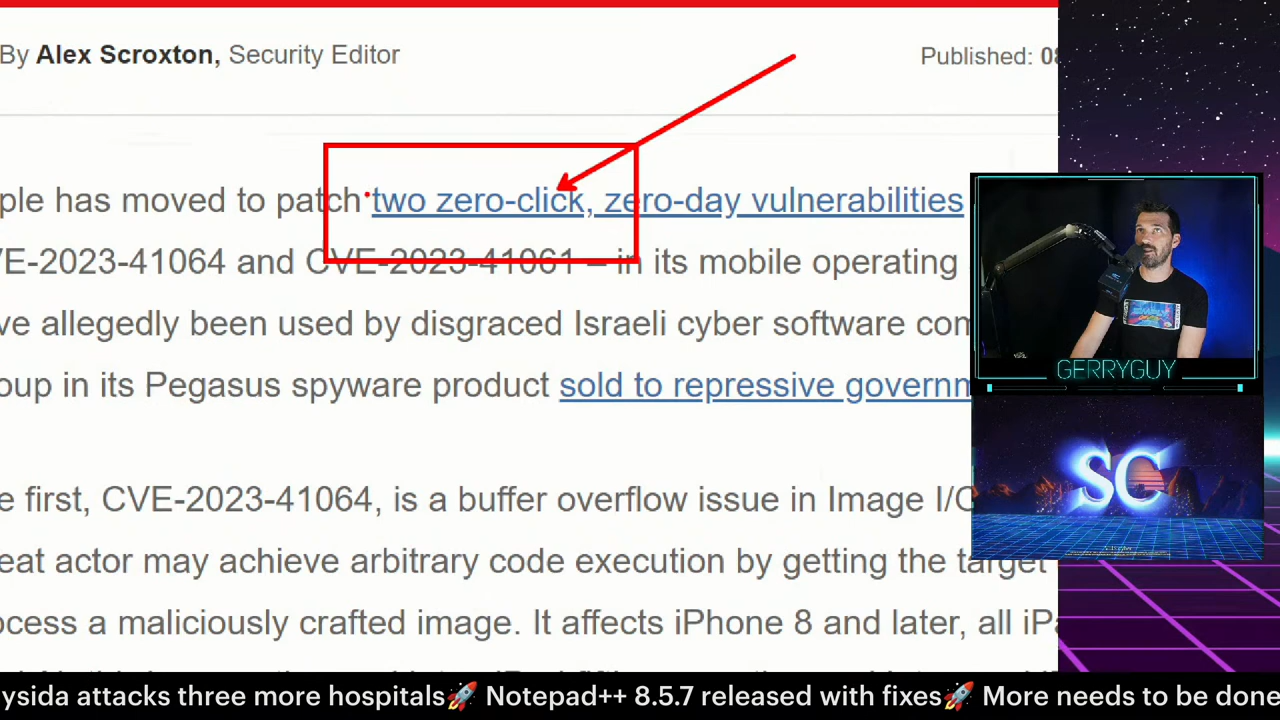 By Alex Scroxton, Security Editor
Published: 08
ple has moved to patch two zero-click, zero-day vulnerabilities
VE-2023-41064 and CVE-2023-41061 – in its mobile operating
ve allegedly been used by disgraced Israeli cyber software com
oup in its Pegasus spyware product sold to repressive governm
e first, CVE-2023-41064, is a buffer overflow issue in Image I/O
eat actor may achieve arbitrary code execution by getting the target
ocess a maliciously crafted image. It affects iPhone 8 and later, all iPa
GERRYGUY
SC
ysida attacks three more hospitals🚀 Notepad++ 8.5.7 released with fixes🚀 More needs to be done